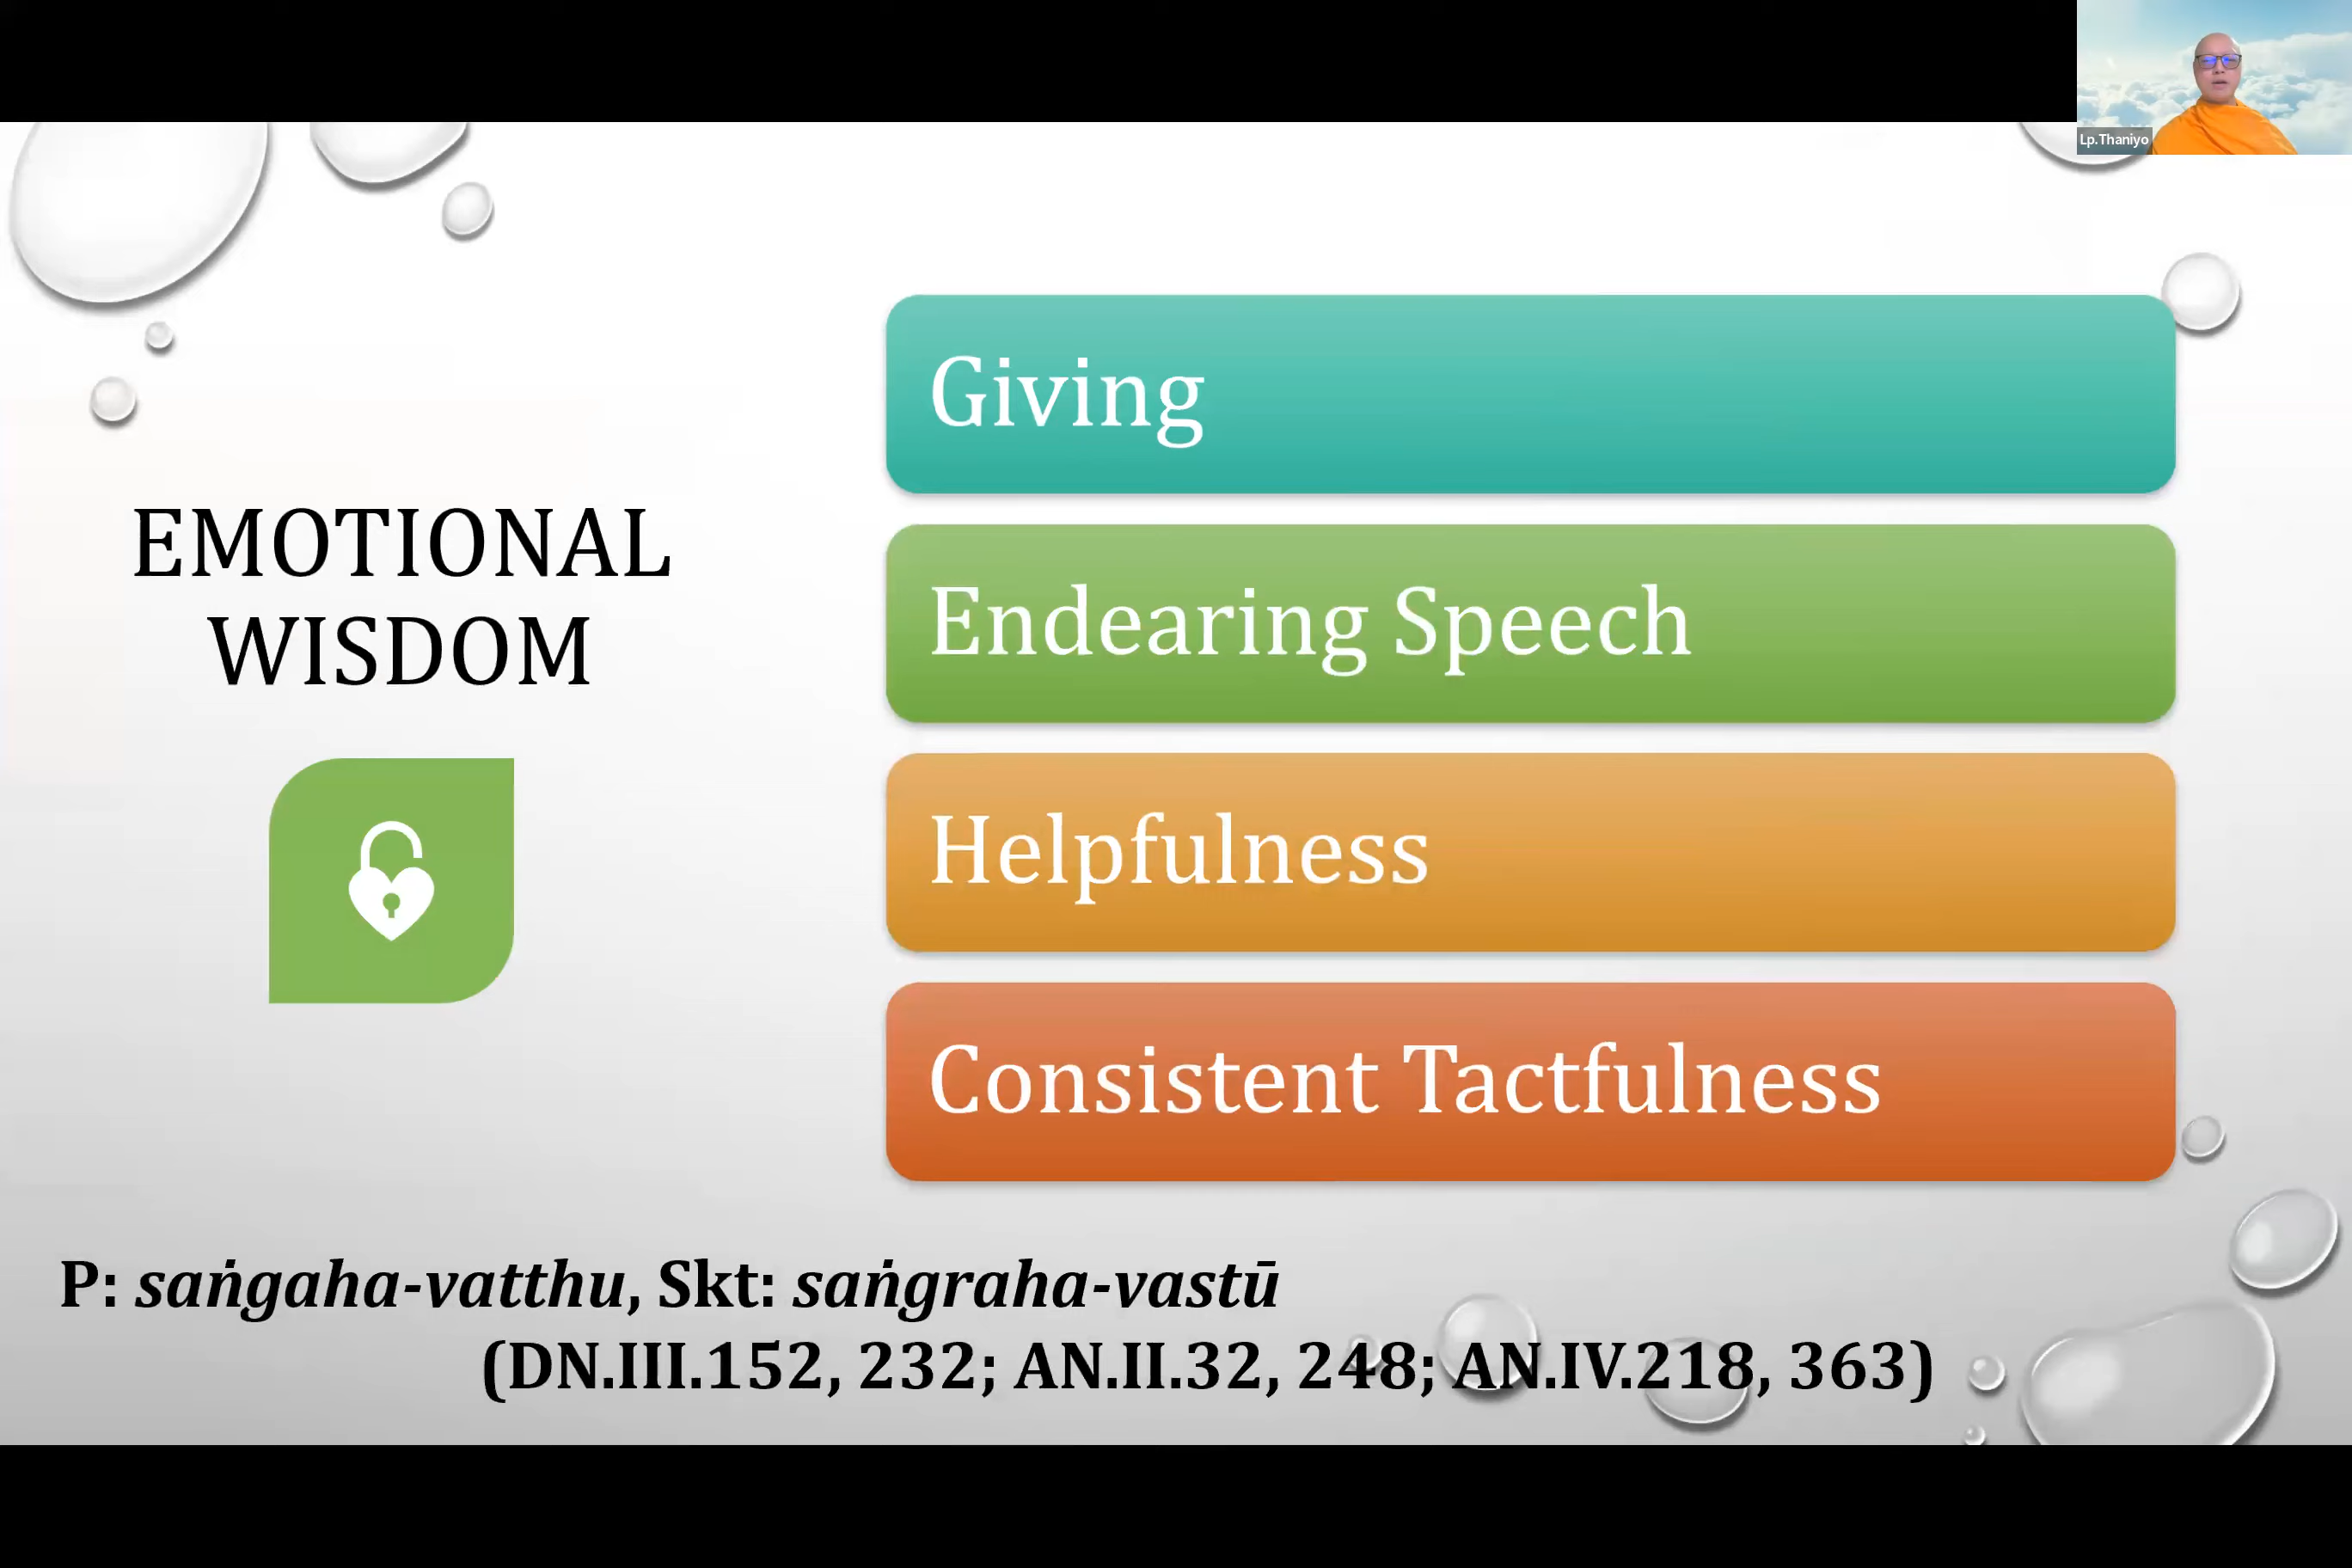 Lp.Thaniyo
EMOTIONAL
WISDOM
Giving
Endearing Speech
Helpfulness
Consistent Tactfulness
P: saṅgaha-vatthu, Skt: saṅgraha-vastū
(DN.III.152, 232; AN.II.32, 248; AN.IV.218, 363)